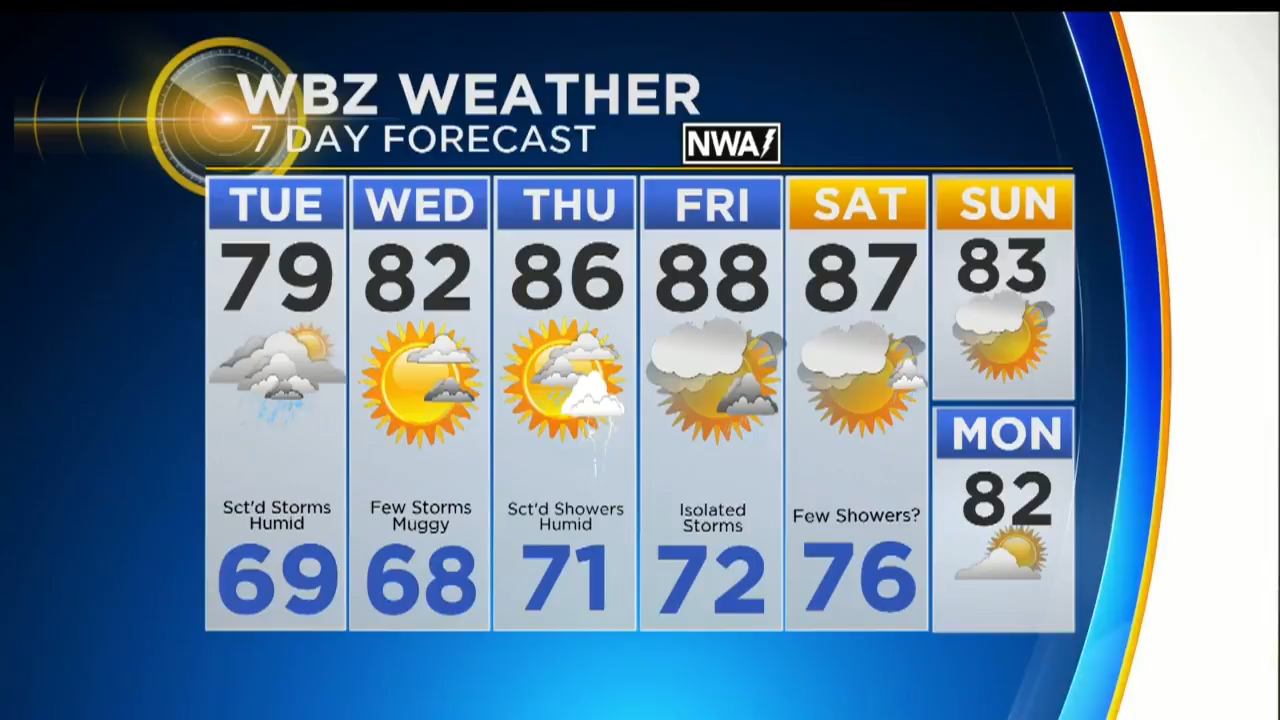 WBZ WEATHER
7 DAY FORECAST
NWA
TUE
79
Sct'd Storms
Humid
69
WED
82
Few Storms
Muggy
68
THU
86
Sct'd Showers
Humid
71
FRI
88
Isolated
Storms
72
SAT
87
Few Showers?
76
SUN
83
MON
82